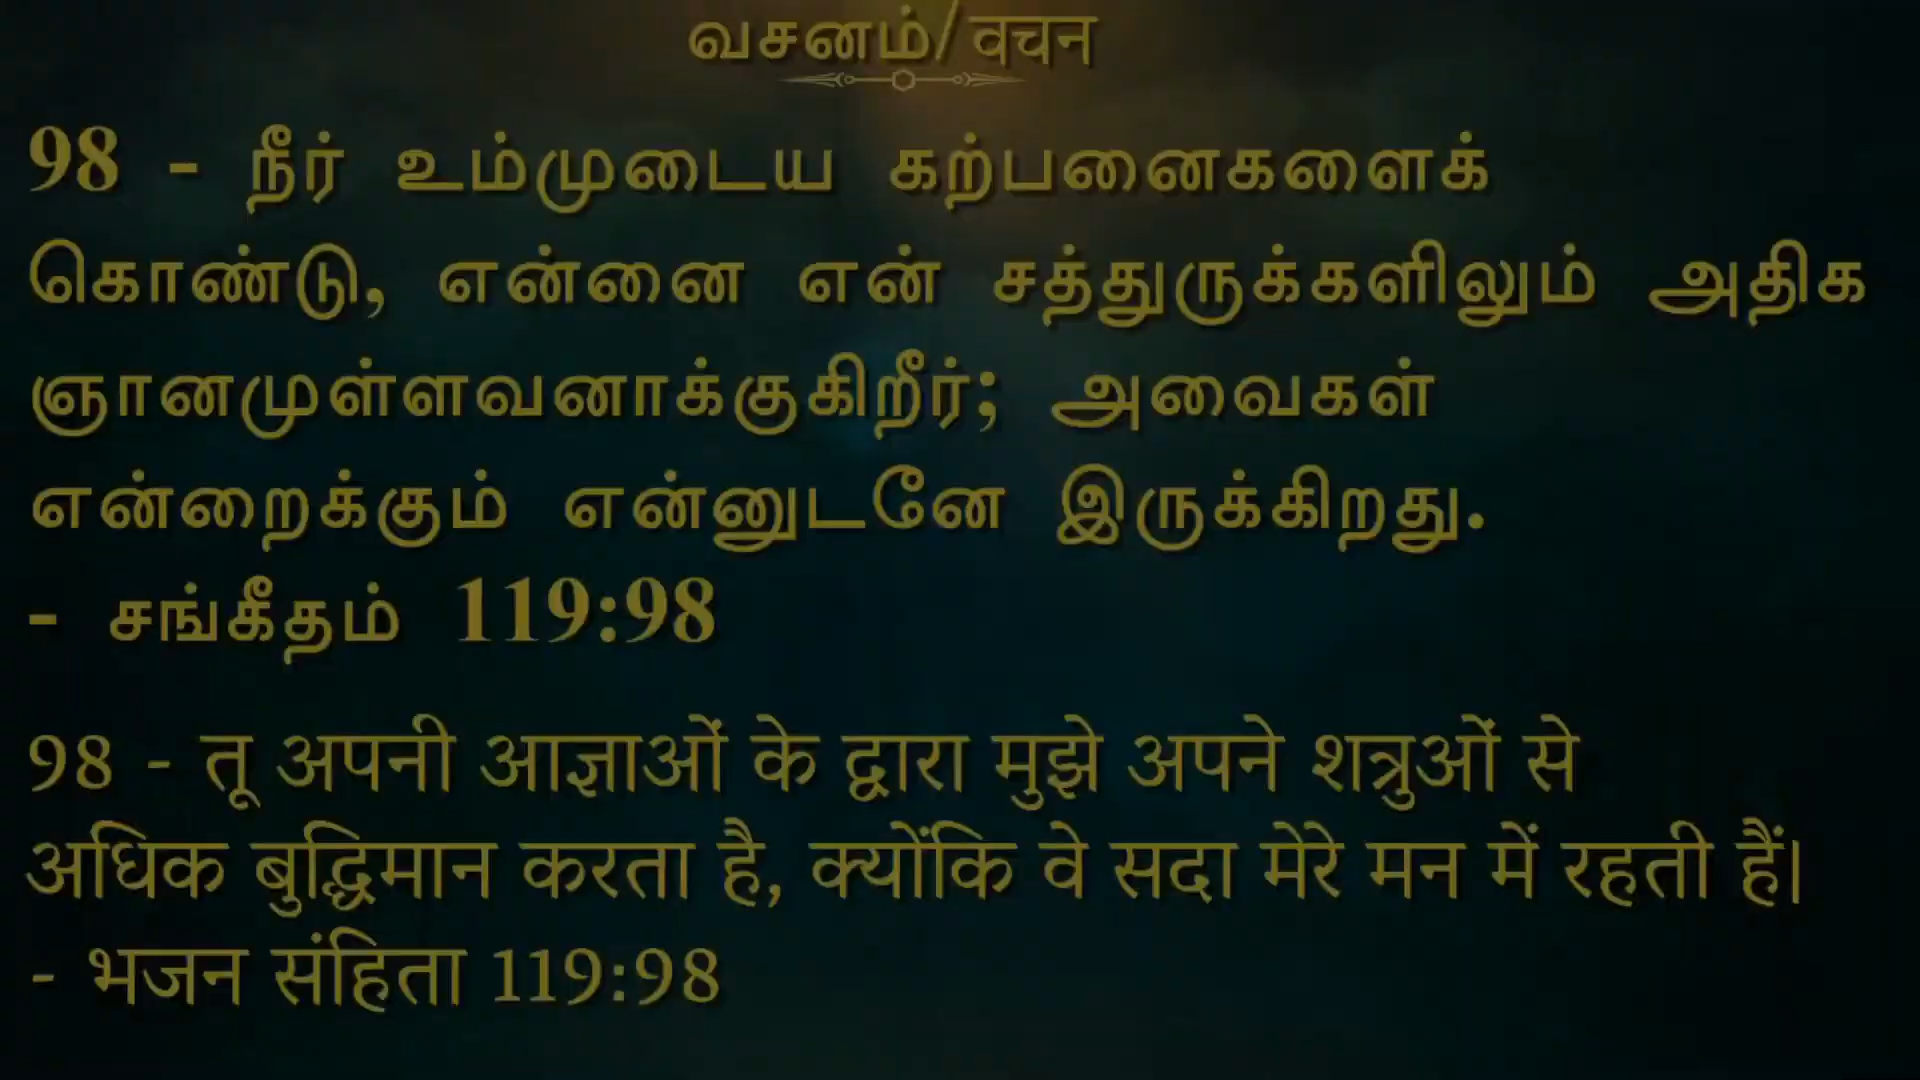 வசனம்/वचन
98 - நீர் உம்முடைய கற்பனைகளைக்
கொண்டு, என்னை என் சத்துருக்களிலும் அதிக
ஞானமுள்ளவனாக்குகிறீர்; அவைகள்
என்றைக்கும் என்னுடனே இருக்கிறது.
- சங்கீதம் 119:98
98 - तू अपनी आज्ञाओं के द्वारा मुझे अपने शत्रुओं से
अधिक बुद्धिमान करता है, क्योंकि वे सदा मेरे मन में रहती हैं।
- भजन संहिता 119:98